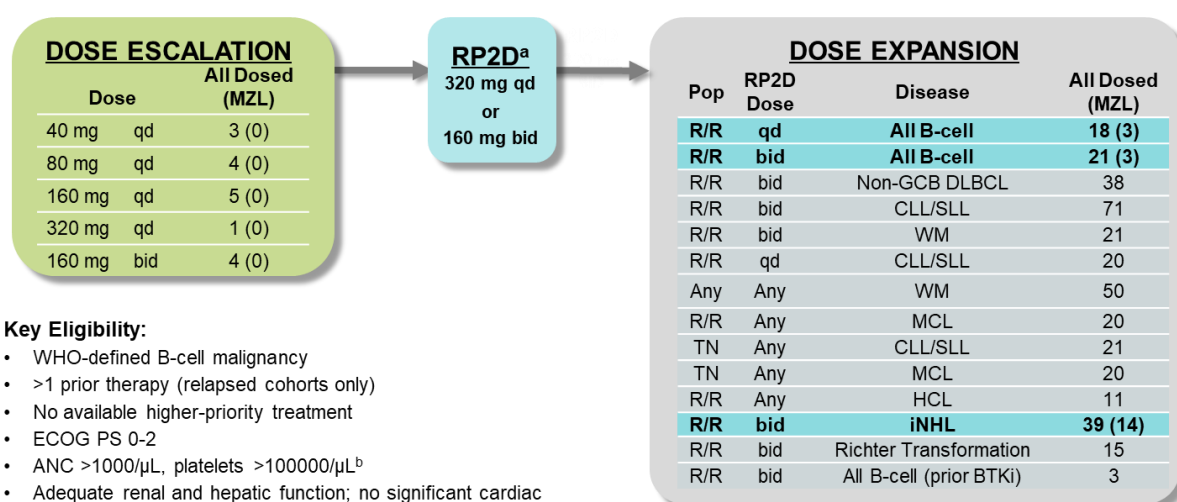 DOSE ESCALATION
Dose All Dosed (MZL)
40 mg qd 3 (0)
80 mg qd 4 (0)
160 mg qd 5 (0)
320 mg qd 1 (0)
160 mg bid 4 (0)
RP2Dᵃ
320 mg qd
or
160 mg bid
DOSE EXPANSION
Pop RP2D Dose Disease All Dosed (MZL)
R/R qd All B-cell 18 (3)
R/R bid All B-cell 21 (3)
R/R bid Non-GCB DLBCL 38
R/R bid CLL/SLL 71
R/R bid WM 21
R/R qd CLL/SLL 20
Any Any WM 50
R/R Any MCL 20
TN Any CLL/SLL 21
TN Any MCL 20
R/R Any HCL 11
R/R bid iNHL 39 (14)
R/R bid Richter Transformation 15
R/R bid All B-cell (prior BTKi) 3
Key Eligibility:
• WHO-defined B-cell malignancy
• >1 prior therapy (relapsed cohorts only)
• No available higher-priority treatment
• ECOG PS 0-2
• ANC >1000/µL, platelets >100000/µLᵇ
• Adequate renal and hepatic function; no significant cardiac